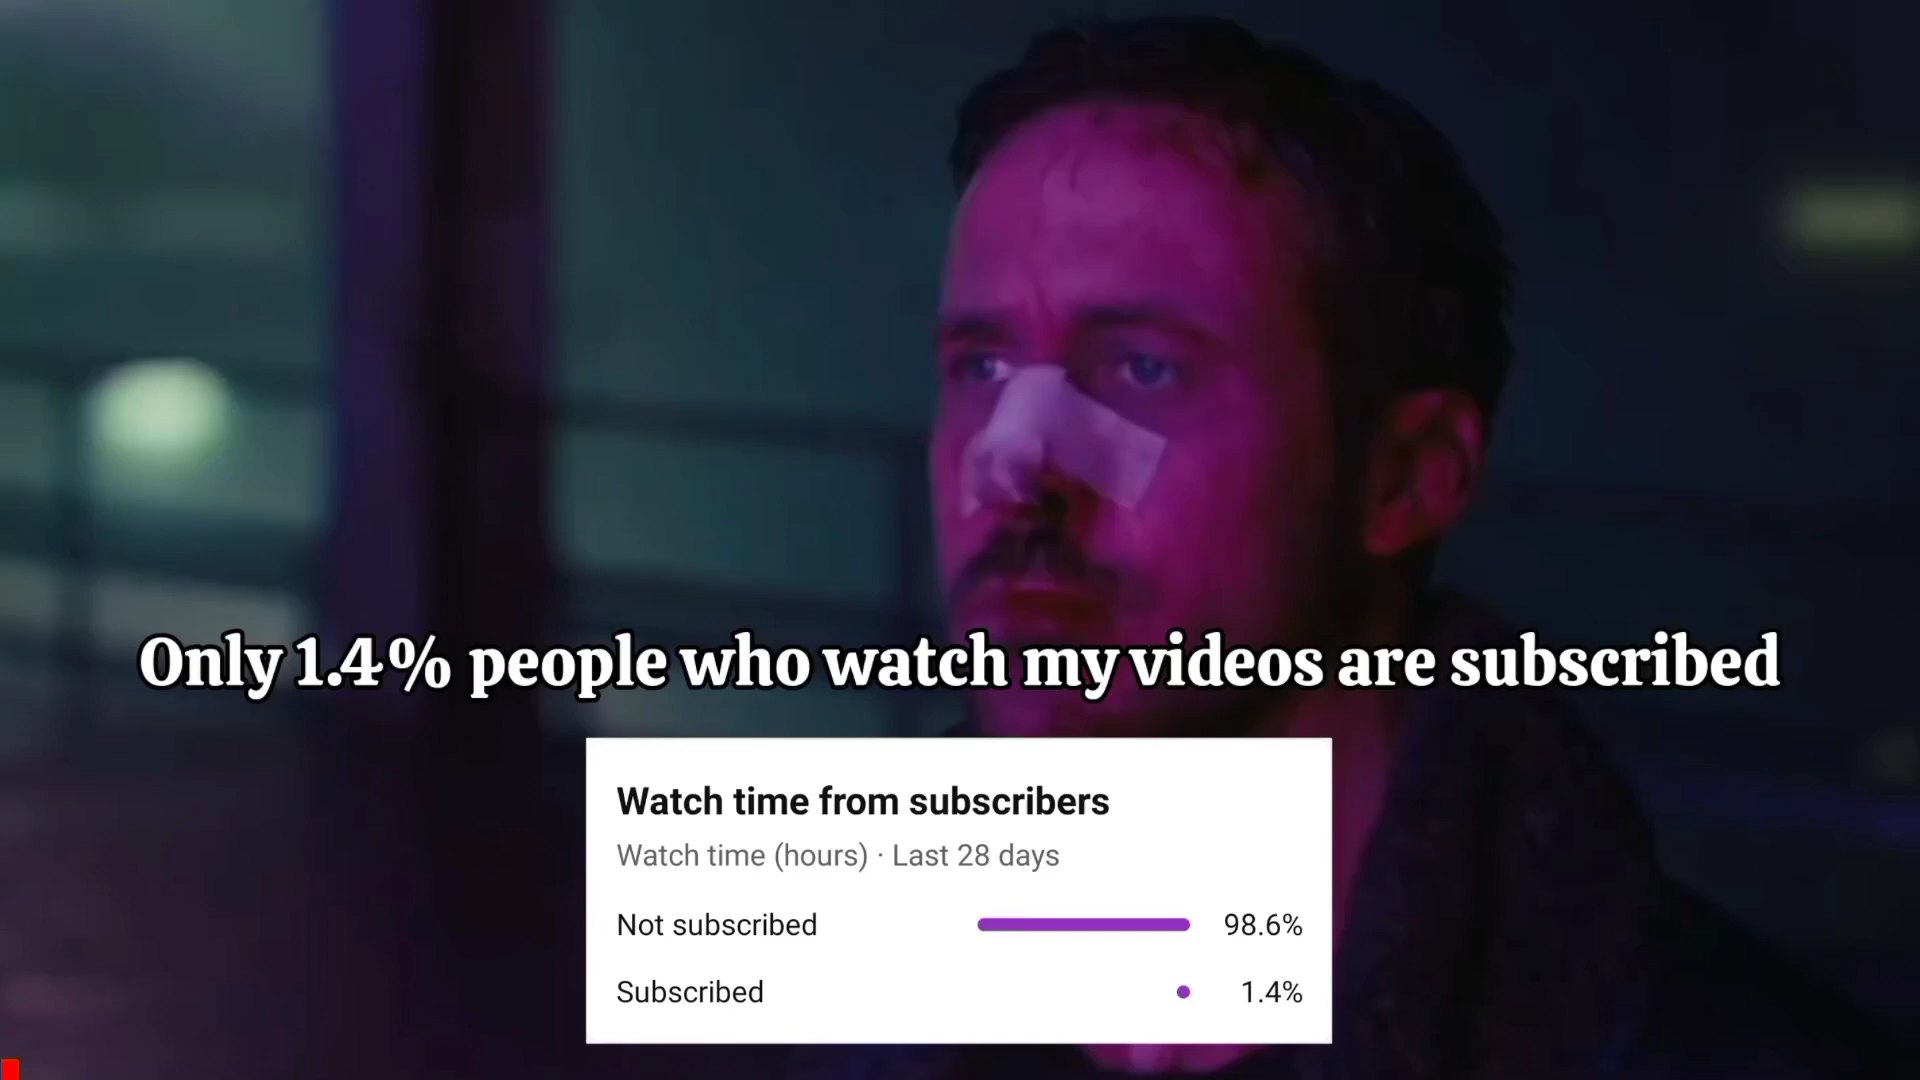 Only 1.4% people who watch my videos are subscribed
Watch time from subscribers
Watch time (hours) · Last 28 days
Not subscribed 98.6%
Subscribed 1.4%